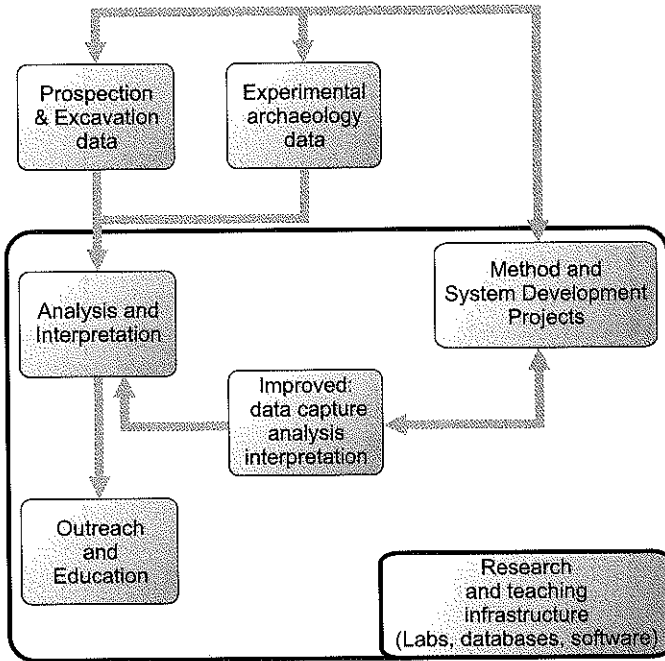 Prospection
& Excavation
data
Experimental
archaeology
data
Analysis and
Interpretation
Method and
System Development
Projects
Improved:
data capture
analysis
interpretation
Outreach
and
Education
Research
and teaching
infrastructure
(Labs, databases, software)